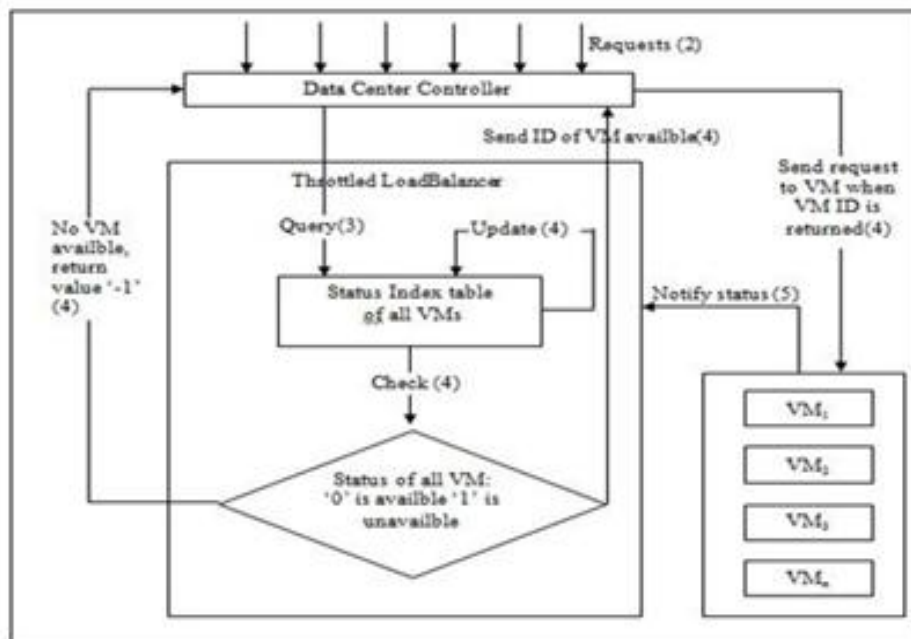 Requests (2)
Data Center Controller
Send ID of VM availble(4)
Throttled LoadBalancer
Send request
to VM when
VM ID is
returned(4)
No VM
availble,
return
value ‘-1’
(4)
Query(3)
Update (4)
Status Index table
of all VMs
Notify status (5)
Check (4)
Status of all VM:
‘0’ is availble ‘1’ is
unavailble
VM₁
VM₂
VM₃
VMₙ